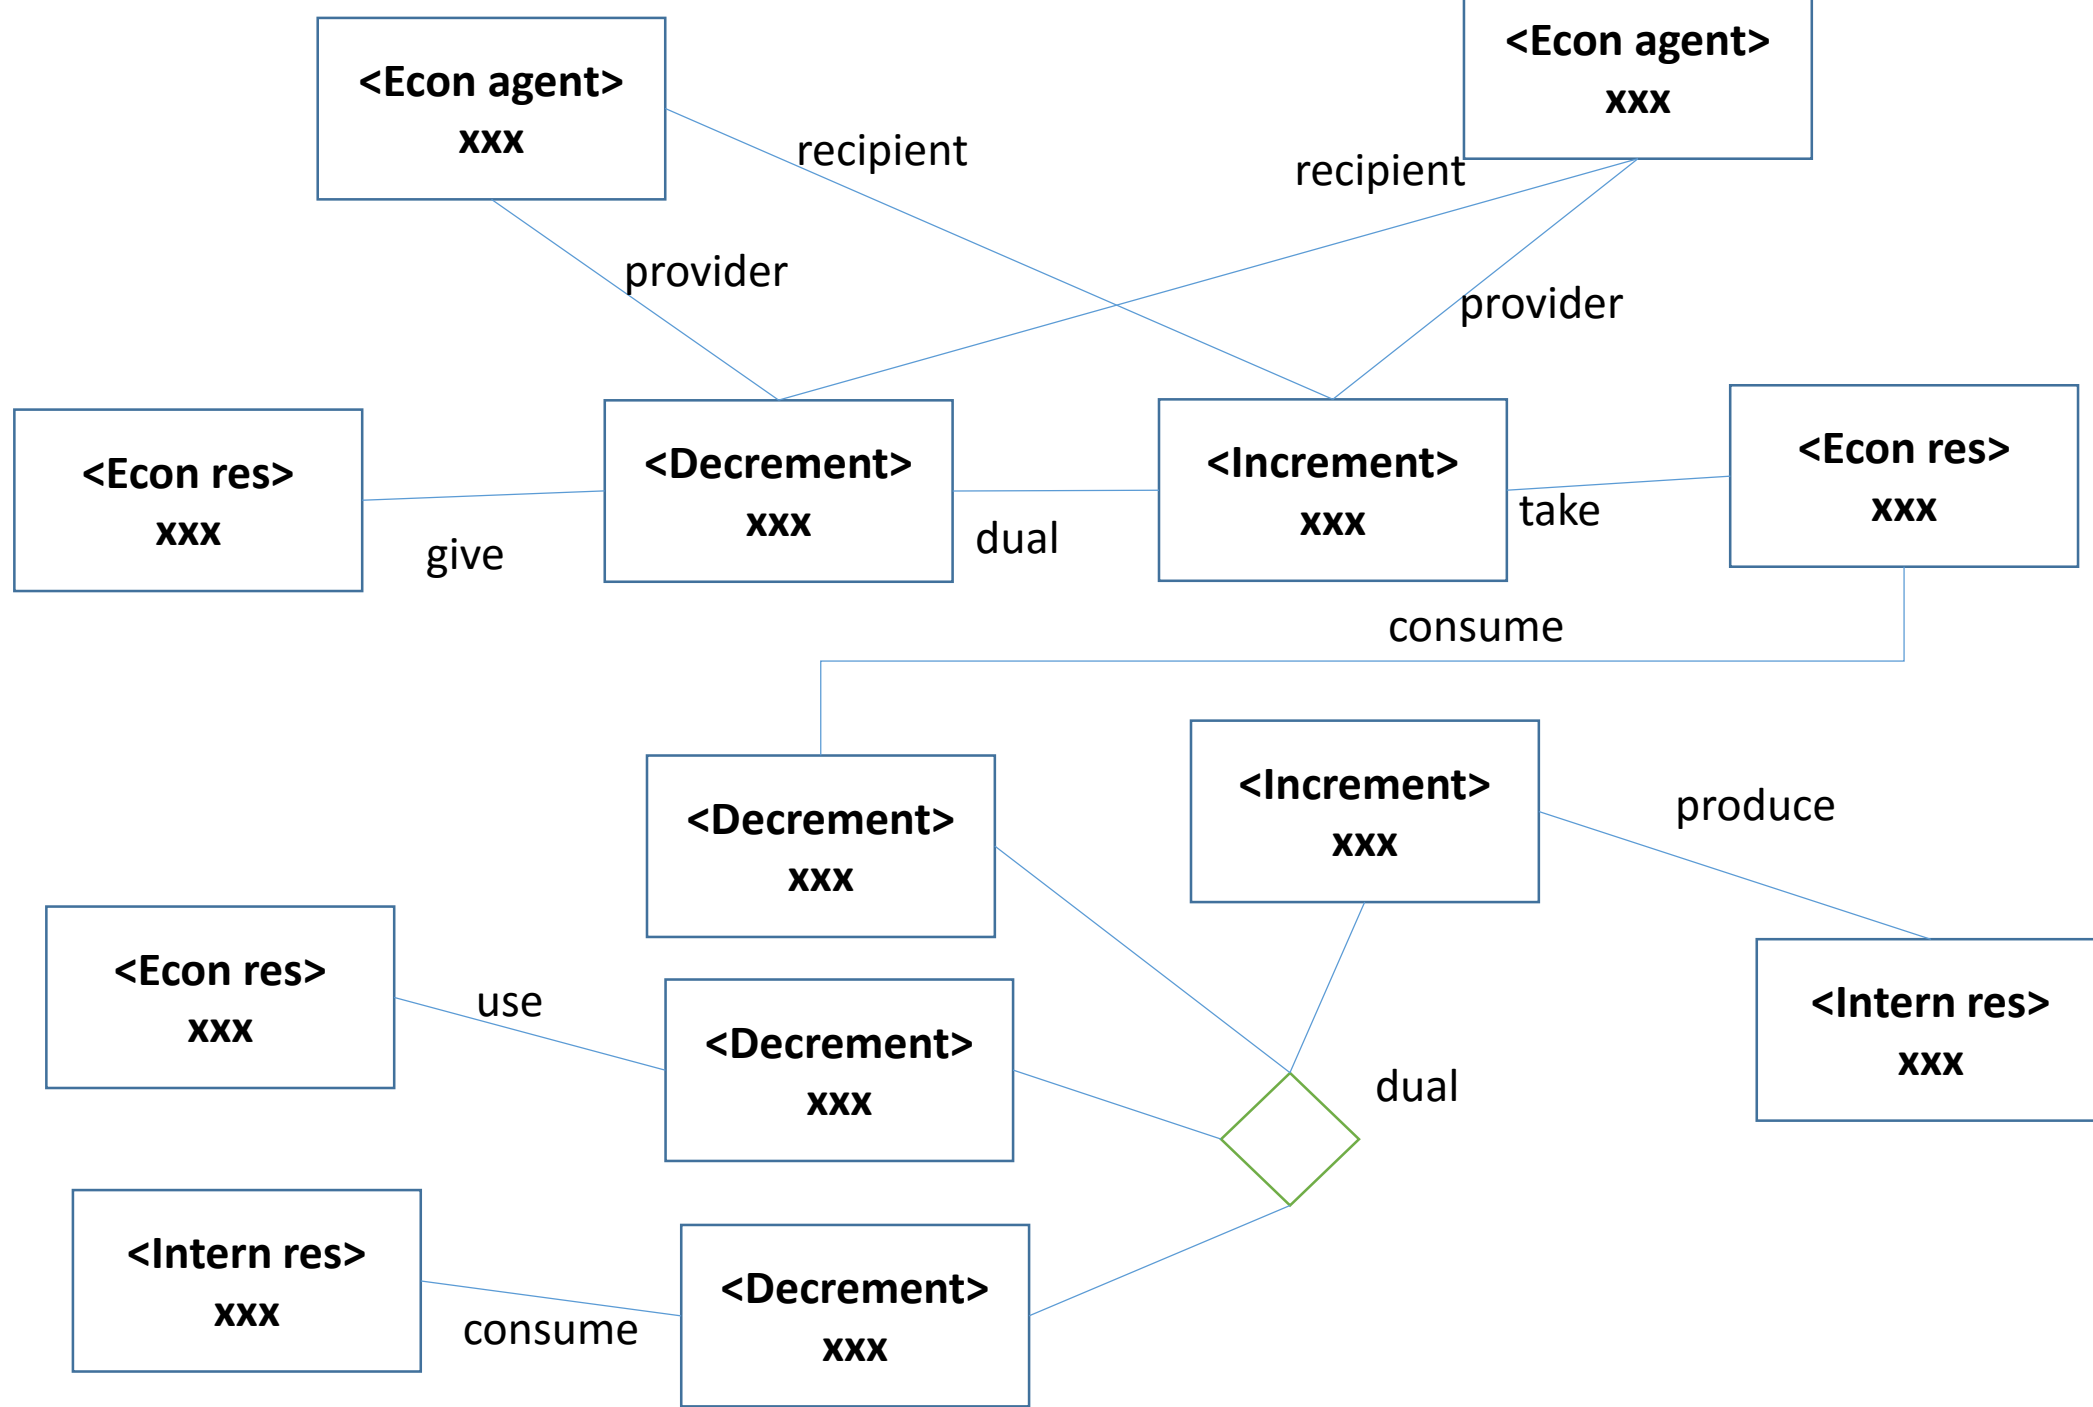 <Econ agent>
xxx
<Econ agent>
xxx
recipient
recipient
provider
provider
<Econ res>
xxx
give
<Decrement>
xxx
dual
<Increment>
xxx
take
<Econ res>
xxx
consume
<Decrement>
xxx
<Increment>
xxx
produce
<Econ res>
xxx
use
<Decrement>
xxx
dual
<Intern res>
xxx
<Intern res>
xxx
consume
<Decrement>
xxx